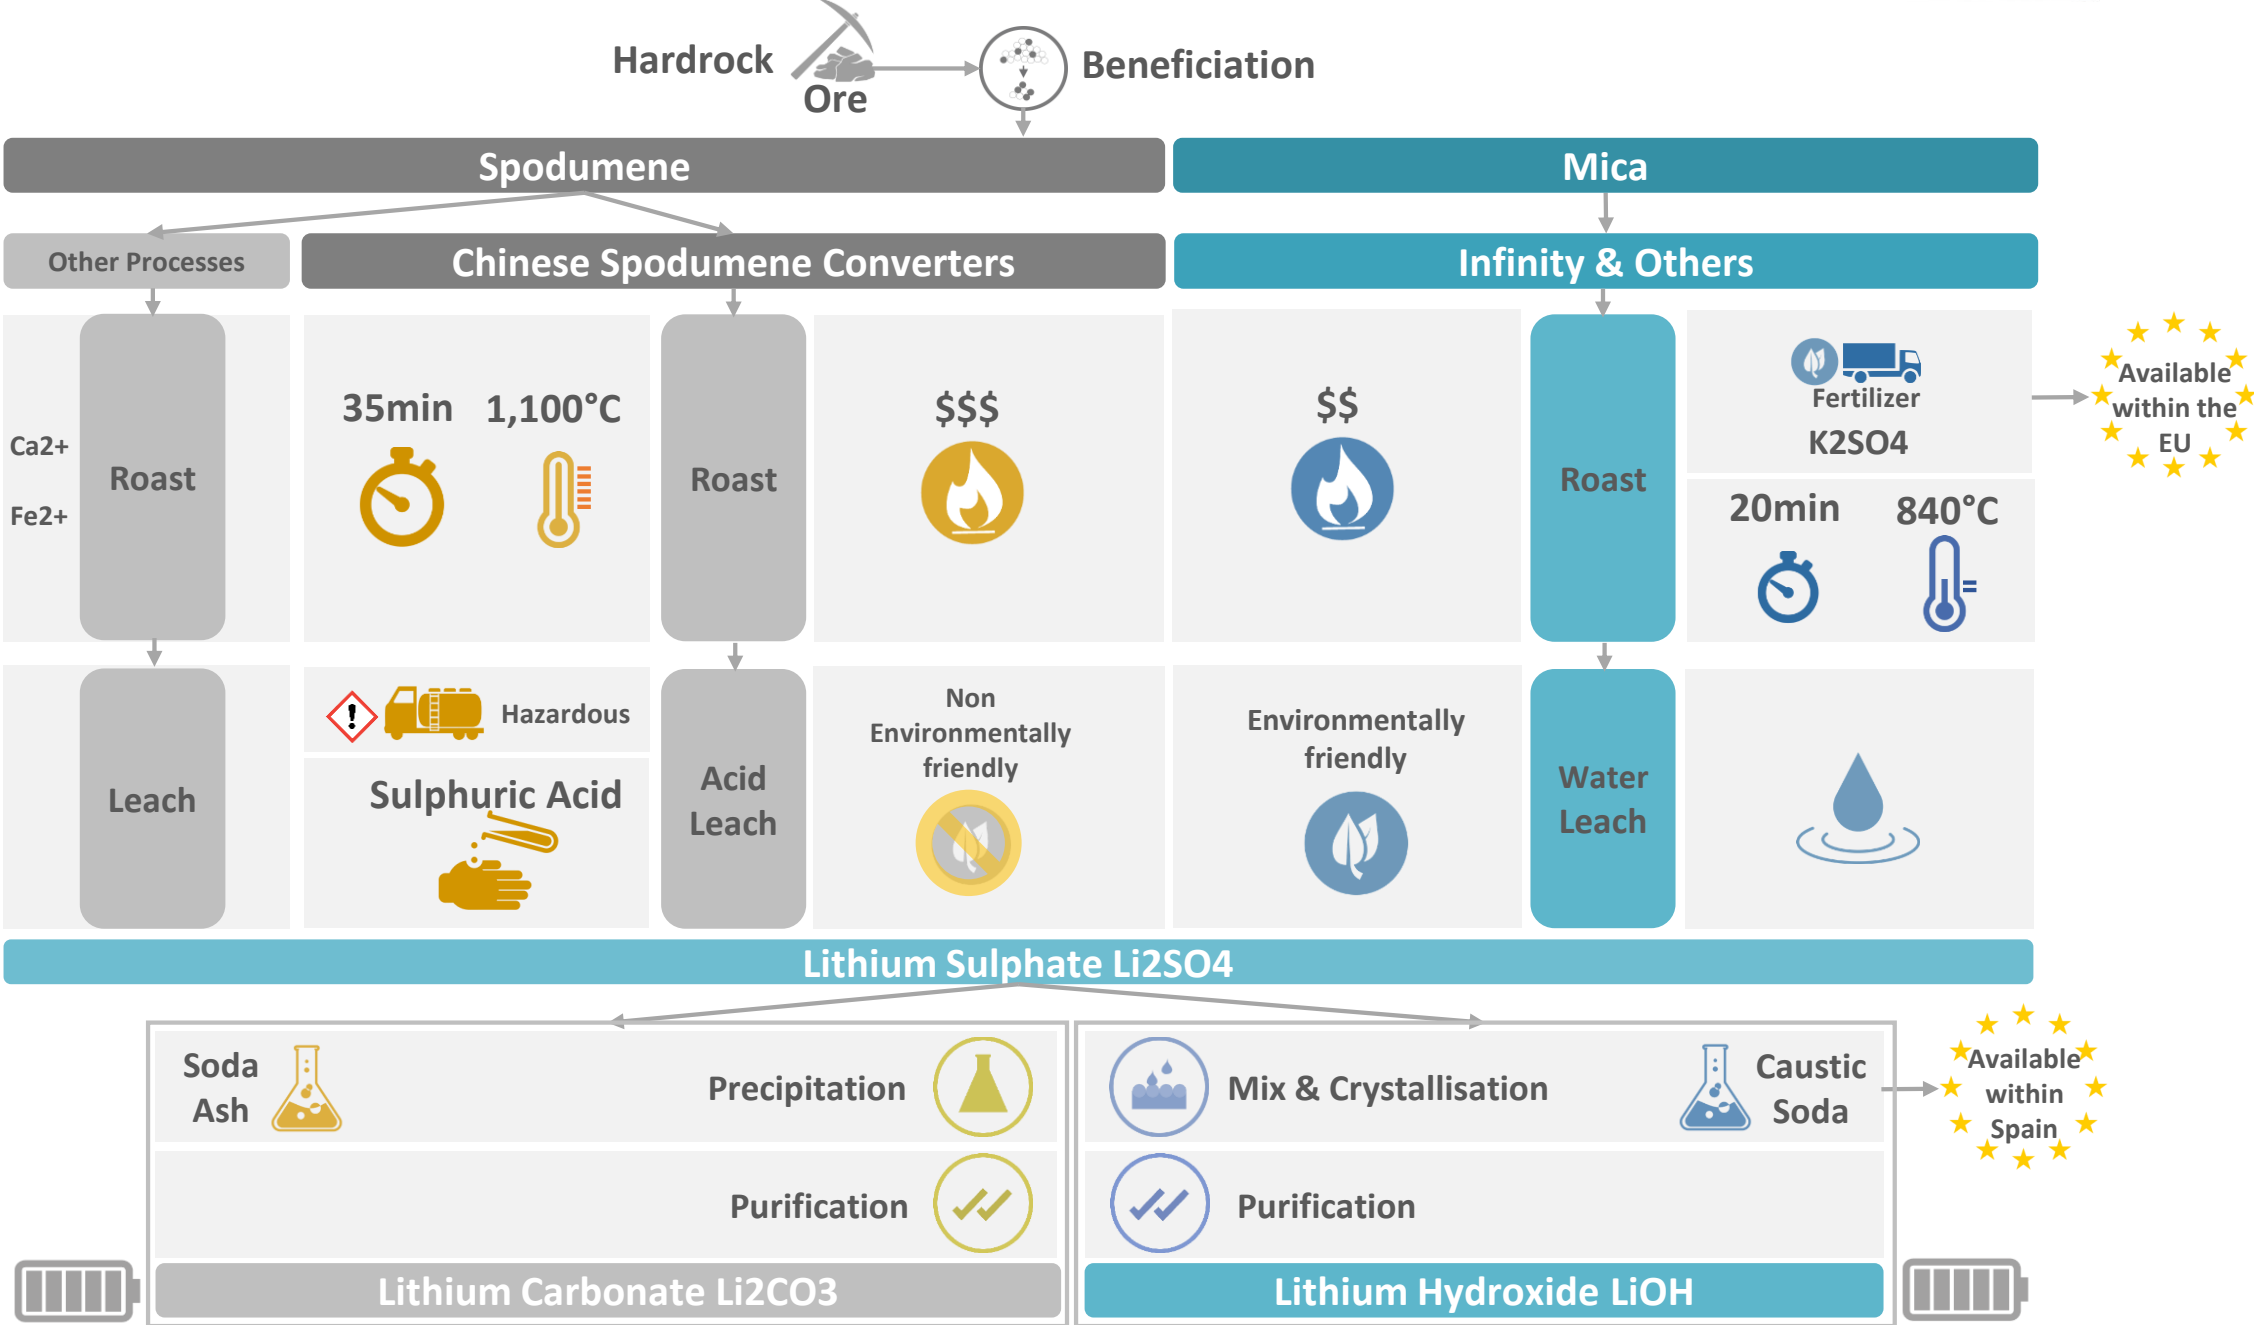 Hardrock
Ore
Beneficiation
Spodumene
Mica
Other Processes
Chinese Spodumene Converters
Infinity & Others
Ca2+
Fe2+
Roast
35min
1,100°C
Roast
$$$
$$
Roast
Fertilizer
K2SO4
20min
840°C
Available
within the
EU
Leach
!
Hazardous
Sulphuric Acid
Acid
Leach
Non
Environmentally
friendly
Environmentally
friendly
Water
Leach
Lithium Sulphate Li2SO4
Soda
Ash
Precipitation
Mix & Crystallisation
Caustic
Soda
Available
within
Spain
Purification
Purification
Lithium Carbonate Li2CO3
Lithium Hydroxide LiOH